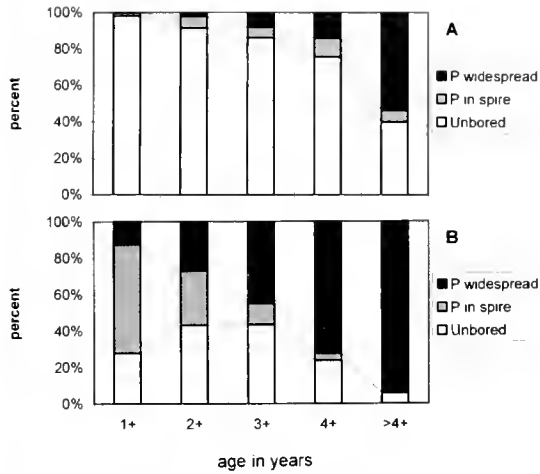 100%
80%
60%
40%
20%
0%
percent
A
P widespread
P in spire
Unbored
100%
80%
60%
40%
20%
0%
percent
B
P widespread
P in spire
Unbored
1+ 2+ 3+ 4+ >4+
age in years